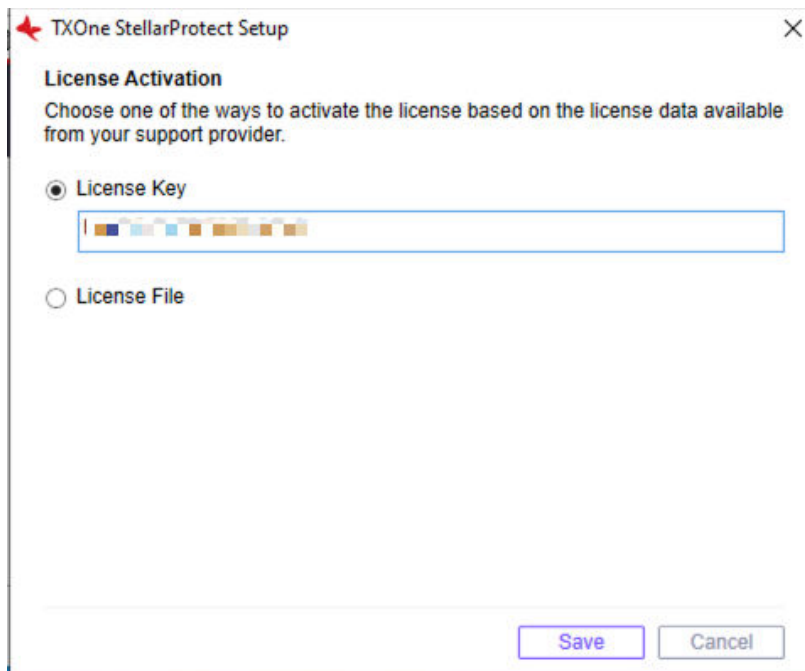 TXOne StellarProtect Setup
License Activation
Choose one of the ways to activate the license based on the license data available
from your support provider.
License Key
License File
Save
Cancel